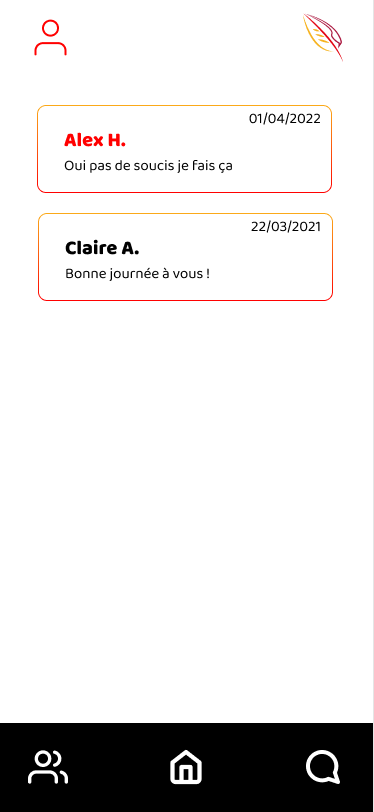 01/04/2022
Alex H.
Oui pas de soucis je fais ça
22/03/2021
Claire A.
Bonne journée à vous !